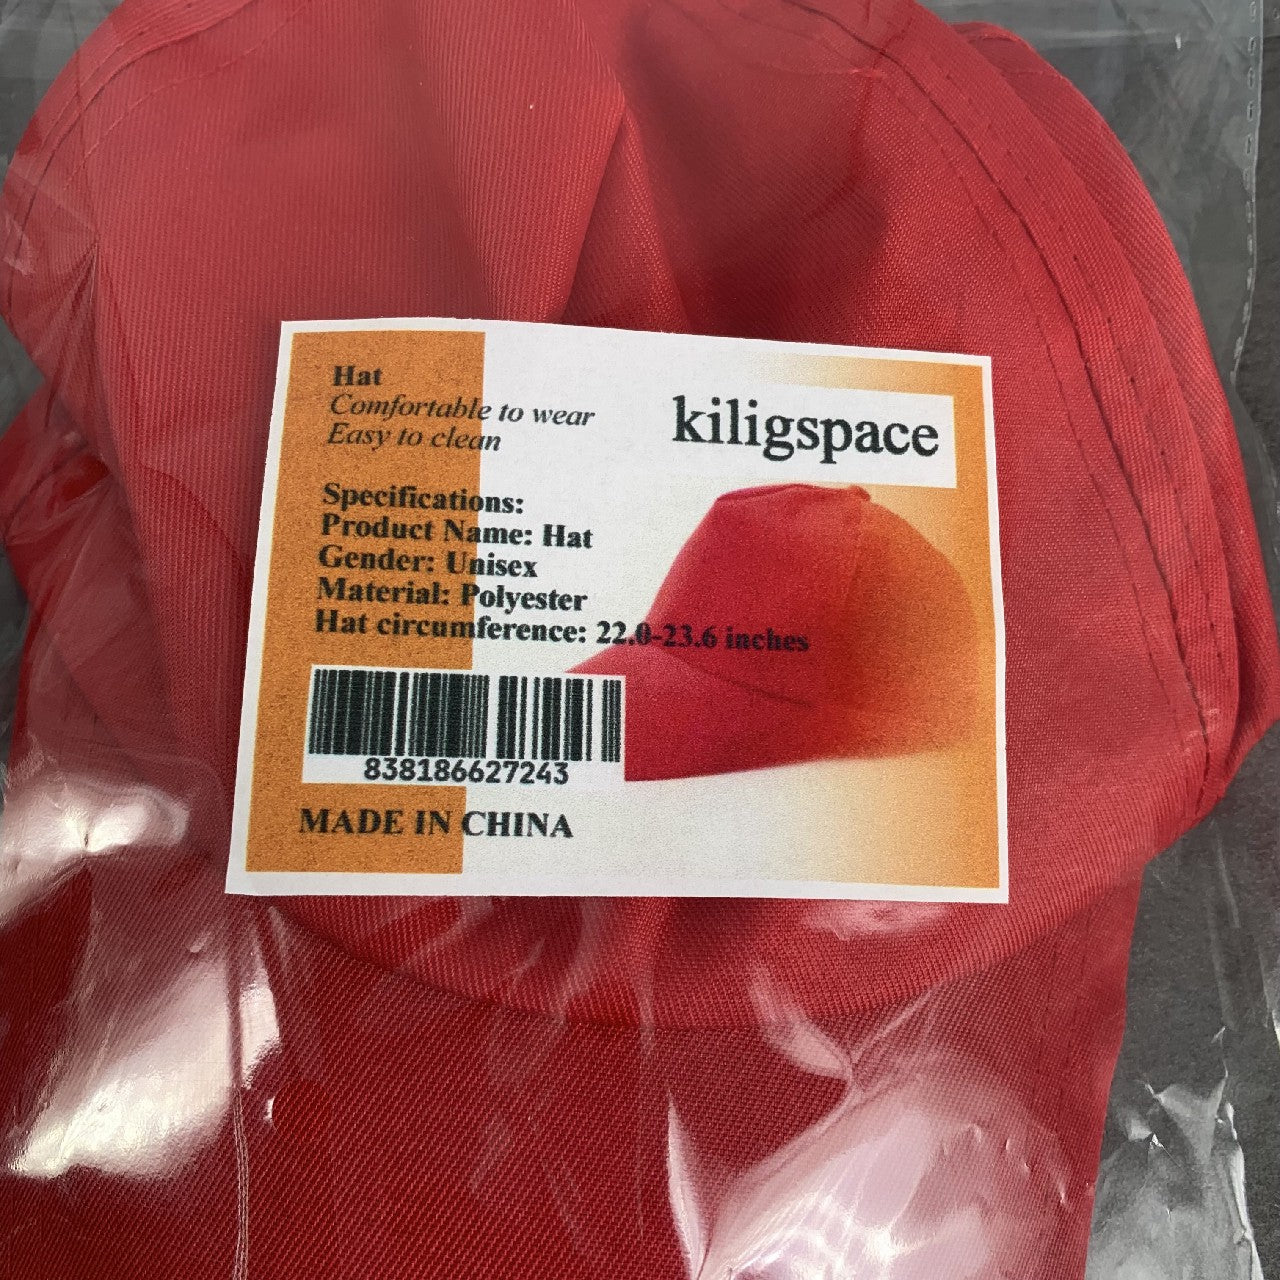 Hat
Comfortable to wear
Easy to clean
kiligspace
Specifications:
Product Name: Hat
Gender: Unisex
Material: Polyester
Hat circumference: 22.0-23.6 inches
838186627243
MADE IN CHINA